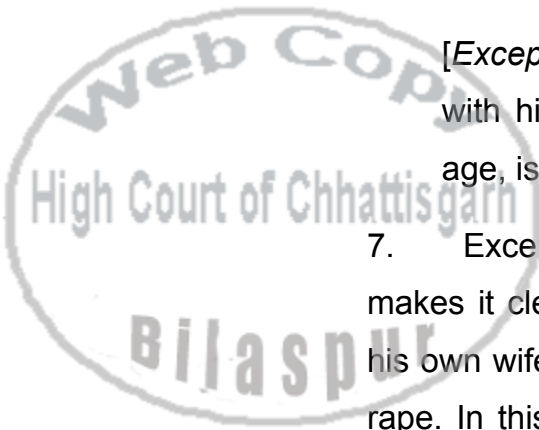 Web Copy
High Court of Chhattisgarh
Bilaspur
[Excep
with hi
age, is
7. Exce
makes it cle
his own wife
rape. In this